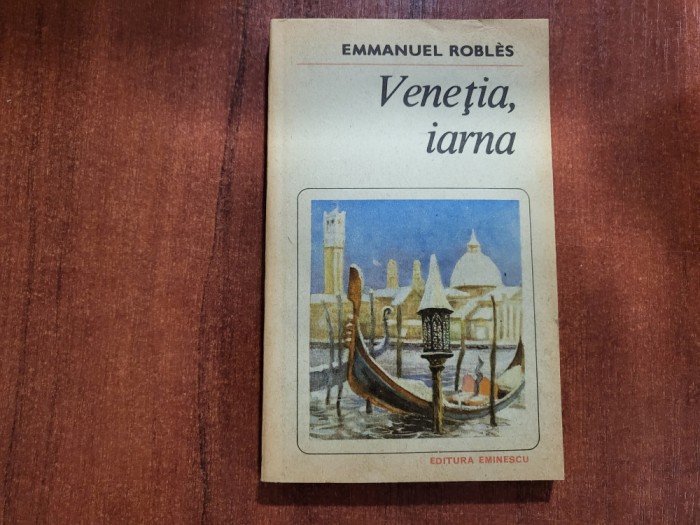 EMMANUEL ROBLÈS
Veneţia,
iarna
EDITURA EMINESCU